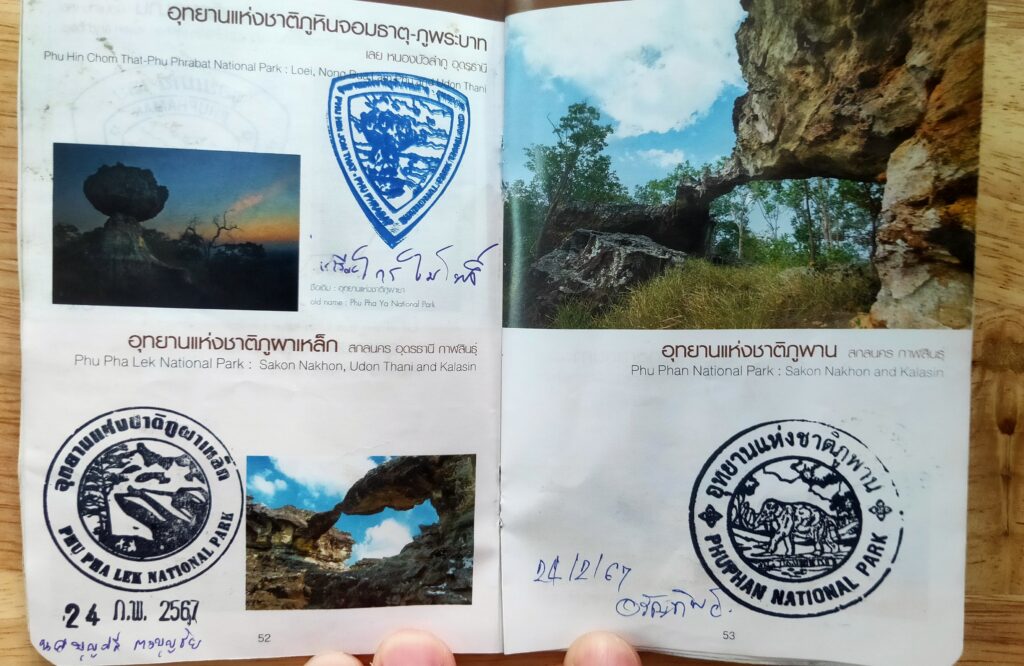 อุทยานแห่งชาติภูหินจอมธาตุ-ภูพระบาท
เลย หนองบัวลำภู อุดรธานี
Phu Hin Chom That-Phu Phrabat National Park : Loei, Nong Udon Thani
ชื่อเดิม : อุทยานแห่งชาติภูพายา
old name : Phu Pha Ya National Park
อุทยานแห่งชาติภูผาเหล็ก สกลนคร อุดรธานี กาฬสินธุ์
Phu Pha Lek National Park : Sakon Nakhon, Udon Thani and Kalasin
อุทยานแห่งชาติภูผาเหล็ก
PHU PHA LEK NATIONAL PARK
24 ก.พ. 2567
52
อุทยานแห่งชาติภูพาน สกลนคร กาฬสินธุ์
Phu Phan National Park : Sakon Nakhon and Kalasin
อุทยานแห่งชาติภูพาน
PHUPHAN NATIONAL PARK
24/2/67
53